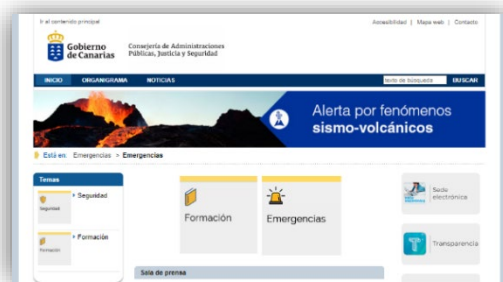 Ir al contenido principal
Accesibilidad | Mapa web | Contacto
Gobierno
de Canarias
Consejería de Administraciones
Públicas, Justicia y Seguridad
INICIO ORGANIGRAMA NOTICIAS
texto de búsqueda BUSCAR
Alerta por fenómenos
sismo-volcánicos
Está en: Emergencias > Emergencias
Temas
Seguridad
Seguridad
Formación
Formación
Formación
Emergencias
Sede
electrónica
Transparencia
Sala de prensa